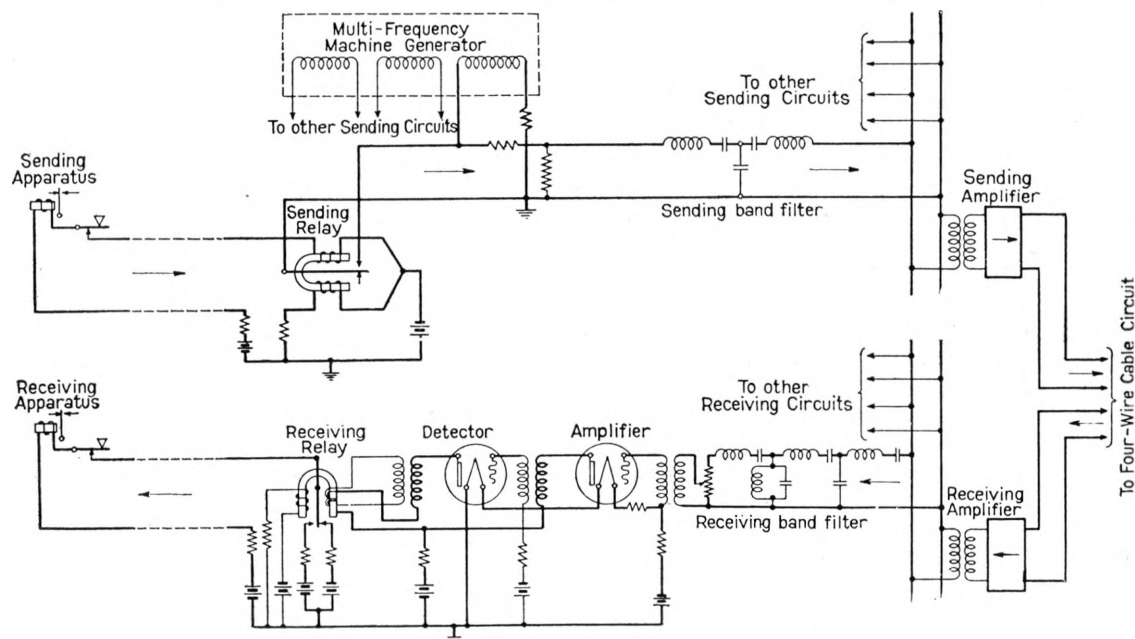 Multi-Frequency
Machine Generator
To other Sending Circuits
To other
Sending Circuits
Sending
Apparatus
Sending
Relay
Sending band filter
Sending
Amplifier
To Four-Wire Cable Circuit
Receiving
Apparatus
Receiving
Relay
Detector
Amplifier
To other
Receiving Circuits
Receiving band filter
Receiving
Amplifier